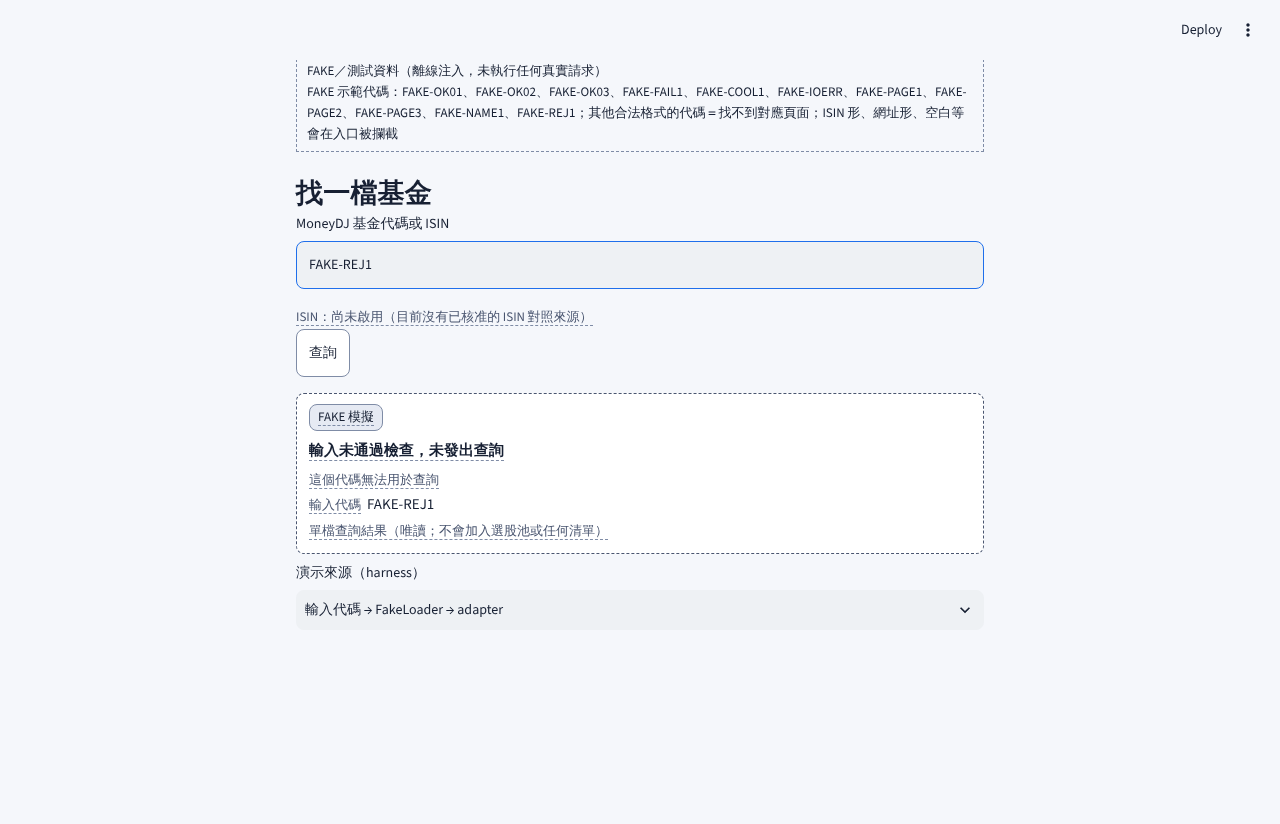 Deploy
FAKE／測試資料（離線注入，未執行任何真實請求）
FAKE 示範代碼：FAKE-OK01、FAKE-OK02、FAKE-OK03、FAKE-FAIL1、FAKE-COOL1、FAKE-IOERR、FAKE-PAGE1、FAKE-
PAGE2、FAKE-PAGE3、FAKE-NAME1、FAKE-REJ1；其他合法格式的代碼＝找不到對應頁面；ISIN 形、網址形、空白等
會在入口被攔截
找一檔基金
MoneyDJ 基金代碼或 ISIN
FAKE-REJ1
ISIN：尚未啟用（目前沒有已核准的 ISIN 對照來源）
查詢
FAKE 模擬
輸入未通過檢查，未發出查詢
這個代碼無法用於查詢
輸入代碼 FAKE-REJ1
單檔查詢結果（唯讀；不會加入選股池或任何清單）
演示來源（harness）
輸入代碼 → FakeLoader → adapter